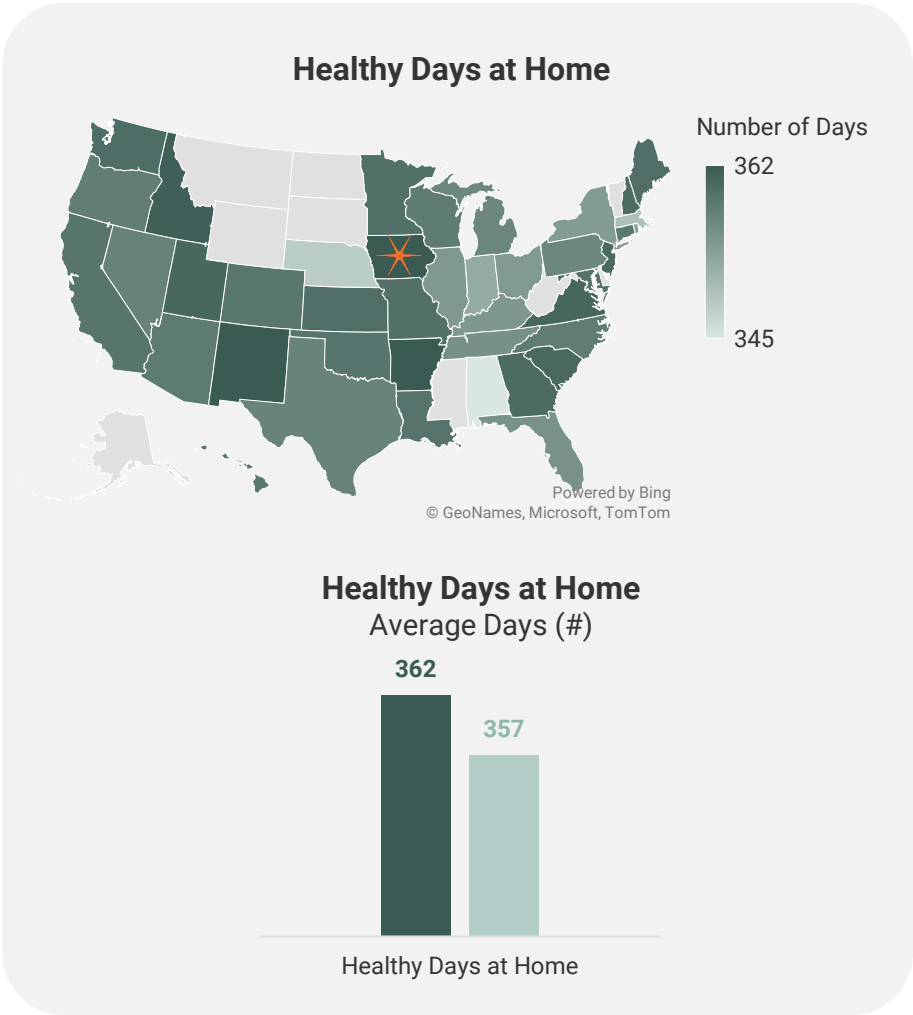 Healthy Days at Home
Number of Days
362
345
Powered by Bing
© GeoNames, Microsoft, TomTom
Healthy Days at Home
Average Days (#)
362
357
Healthy Days at Home